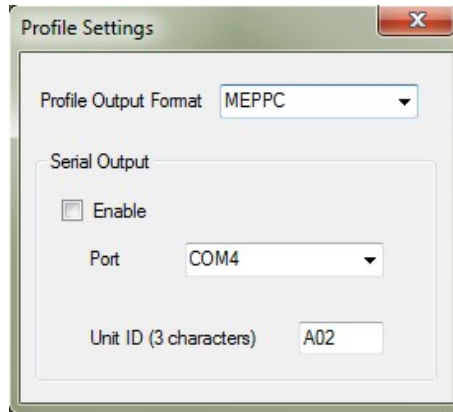 Profile Settings
Profile Output Format MEPPC
Serial Output
Enable
Port COM4
Unit ID (3 characters) A02